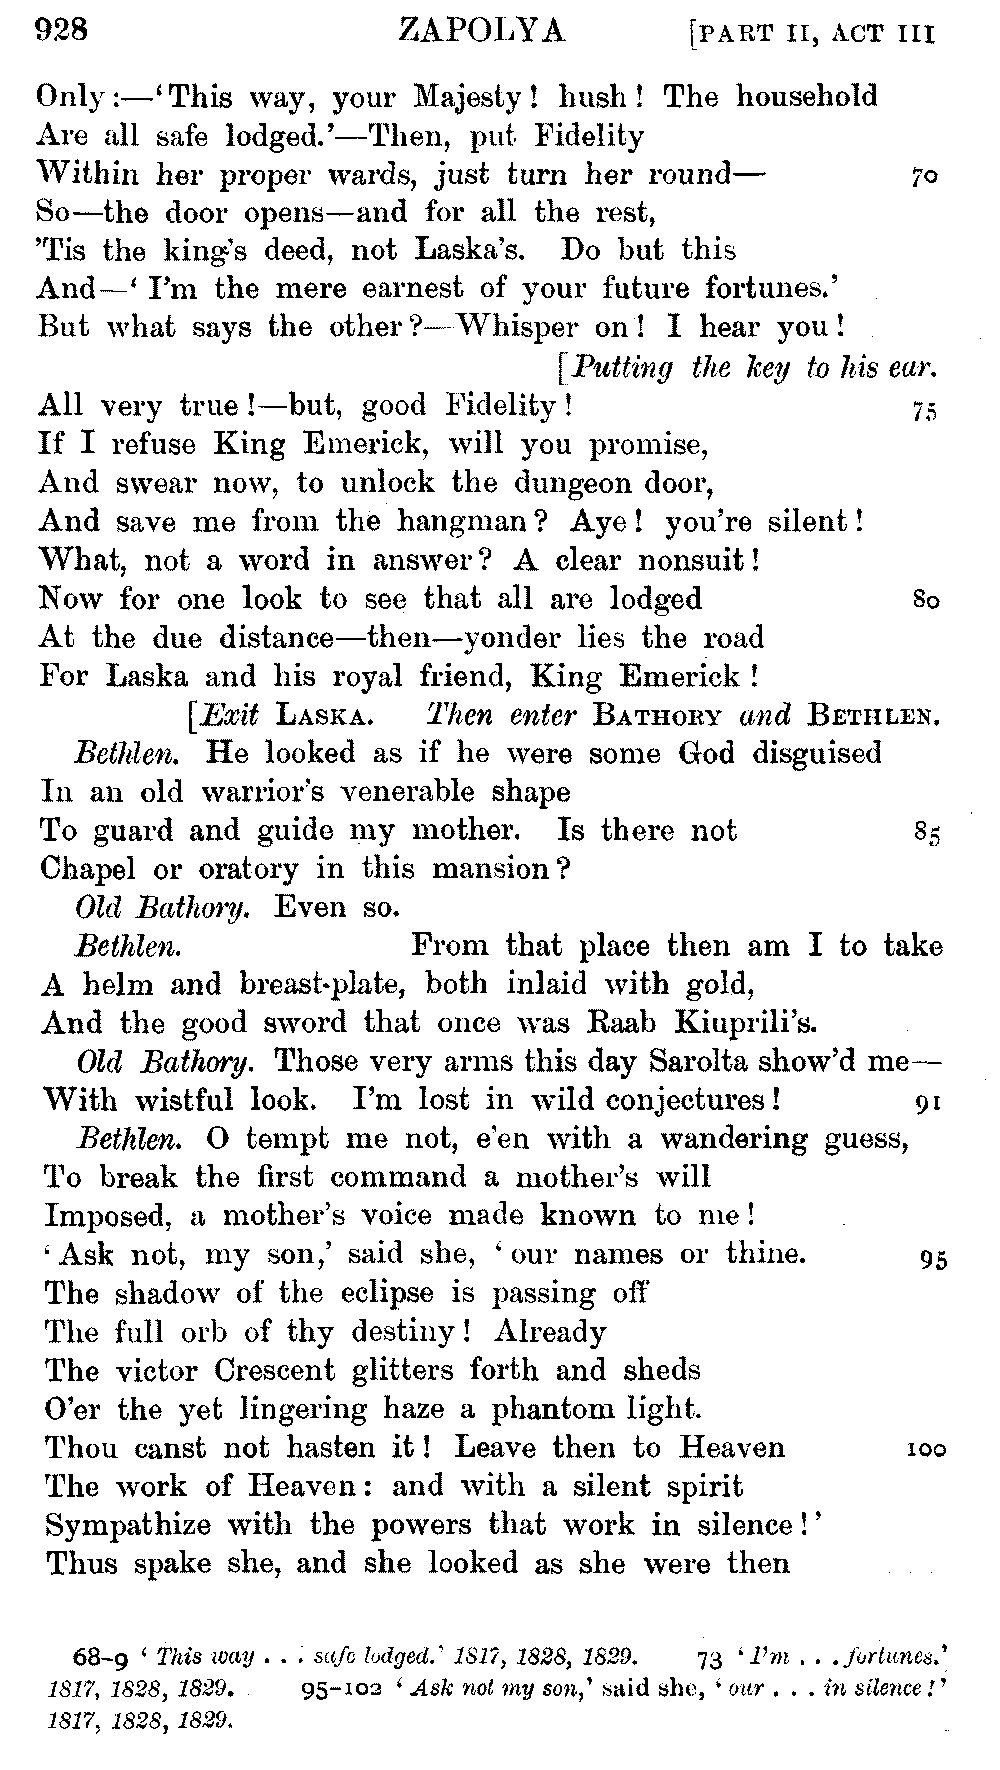 928 ZAPOLYA [PART II, ACT III
Only:—‘This way, your Majesty! hush! The household
Are all safe lodged.’—Then, put Fidelity
Within her proper wards, just turn her round— 70
So—the door opens—and for all the rest,
’Tis the king’s deed, not Laska’s. Do but this
And—‘I’m the mere earnest of your future fortunes.’
But what says the other?—Whisper on! I hear you!
[Putting the key to his ear.
All very true!—but, good Fidelity! 75
If I refuse King Emerick, will you promise,
And swear now, to unlock the dungeon door,
And save me from the hangman? Aye! you’re silent!
What, not a word in answer? A clear nonsuit!
Now for one look to see that all are lodged 80
At the due distance—then—yonder lies the road
For Laska and his royal friend, King Emerick!
[Exit LASKA. Then enter BATHORY and BETHLEN.
Bethlen. He looked as if he were some God disguised
In an old warrior’s venerable shape
To guard and guide my mother. Is there not 85
Chapel or oratory in this mansion?
Old Bathory. Even so.
Bethlen. From that place then am I to take
A helm and breast-plate, both inlaid with gold,
And the good sword that once was Raab Kiuprili’s.
Old Bathory. Those very arms this day Sarolta show’d me—
With wistful look. I’m lost in wild conjectures! 91
Bethlen. O tempt me not, e’en with a wandering guess,
To break the first command a mother’s will
Imposed, a mother’s voice made known to me!
‘Ask not, my son,’ said she, ‘our names or thine. 95
The shadow of the eclipse is passing off
The full orb of thy destiny! Already
The victor Crescent glitters forth and sheds
O’er the yet lingering haze a phantom light.
Thou canst not hasten it! Leave then to Heaven 100
The work of Heaven: and with a silent spirit
Sympathize with the powers that work in silence!’
Thus spake she, and she looked as she were then
68–9 ‘This way . . . safe lodged.’ 1817, 1828, 1829. 73 ‘I’m . . . fortunes.’
1817, 1828, 1829. 95–102 ‘Ask not my son,’ said she, ‘our . . . in silence!’
1817, 1828, 1829.